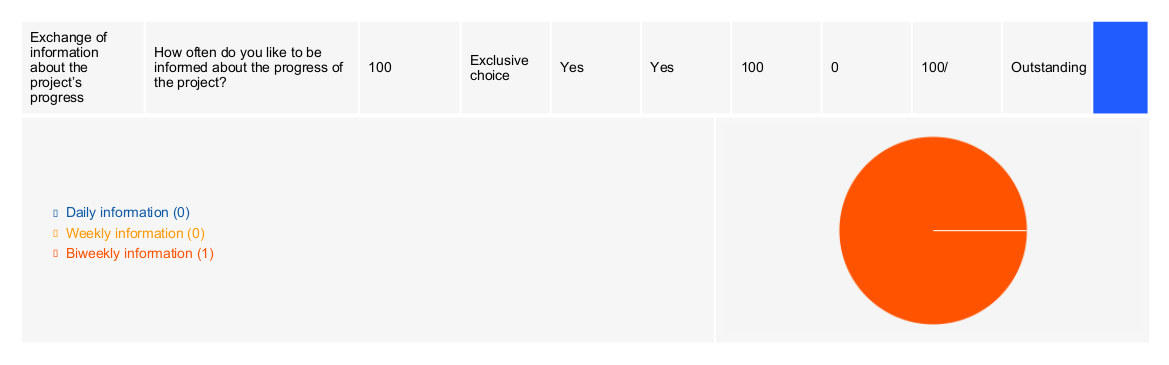 Exchange of
information
about the
project's
progress
How often do you like to be
informed about the progress of
the project?
100
Exclusive
choice
Yes
Yes
100
0
100/
Outstanding
Daily information (0)
Weekly information (0)
Biweekly information (1)